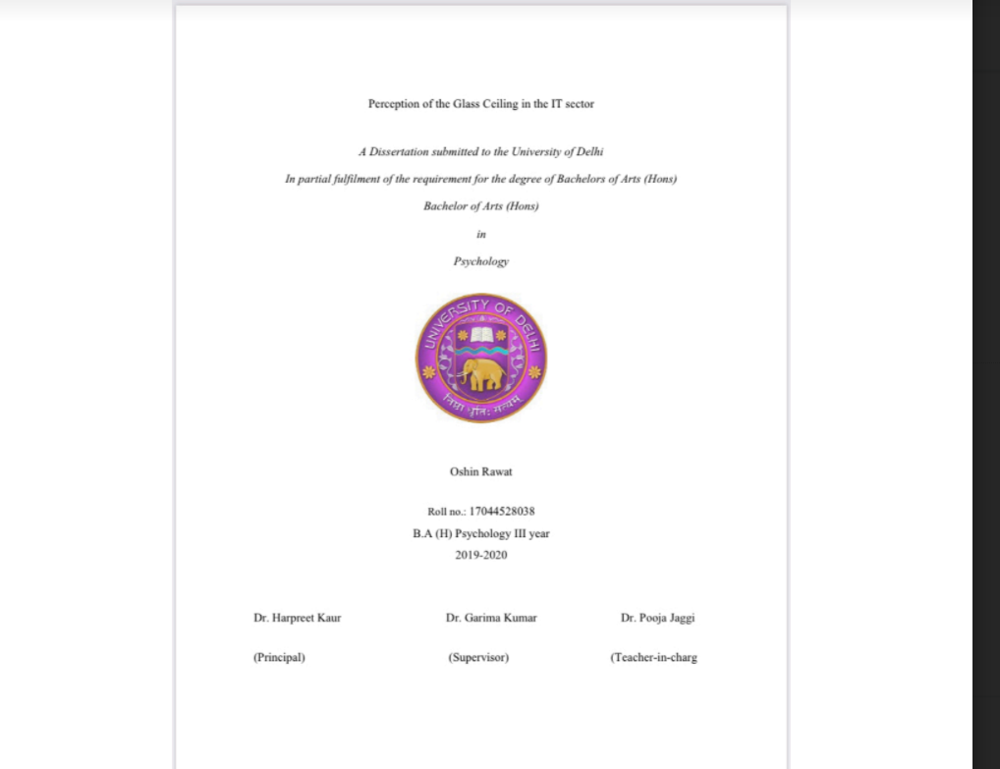 Perception of the Glass Ceiling in the IT sector
A Dissertation submitted to the University of Delhi
In partial fulfilment of the requirement for the degree of Bachelors of Arts (Hons)
Bachelor of Arts (Hons)
in
Psychology
UNIVERSITY OF DELHI
Oshin Rawat
Roll no.: 17044528038
B.A (H) Psychology III year
2019-2020
Dr. Harpreet Kaur Dr. Garima Kumar Dr. Pooja Jaggi
(Principal) (Supervisor) (Teacher-in-charg